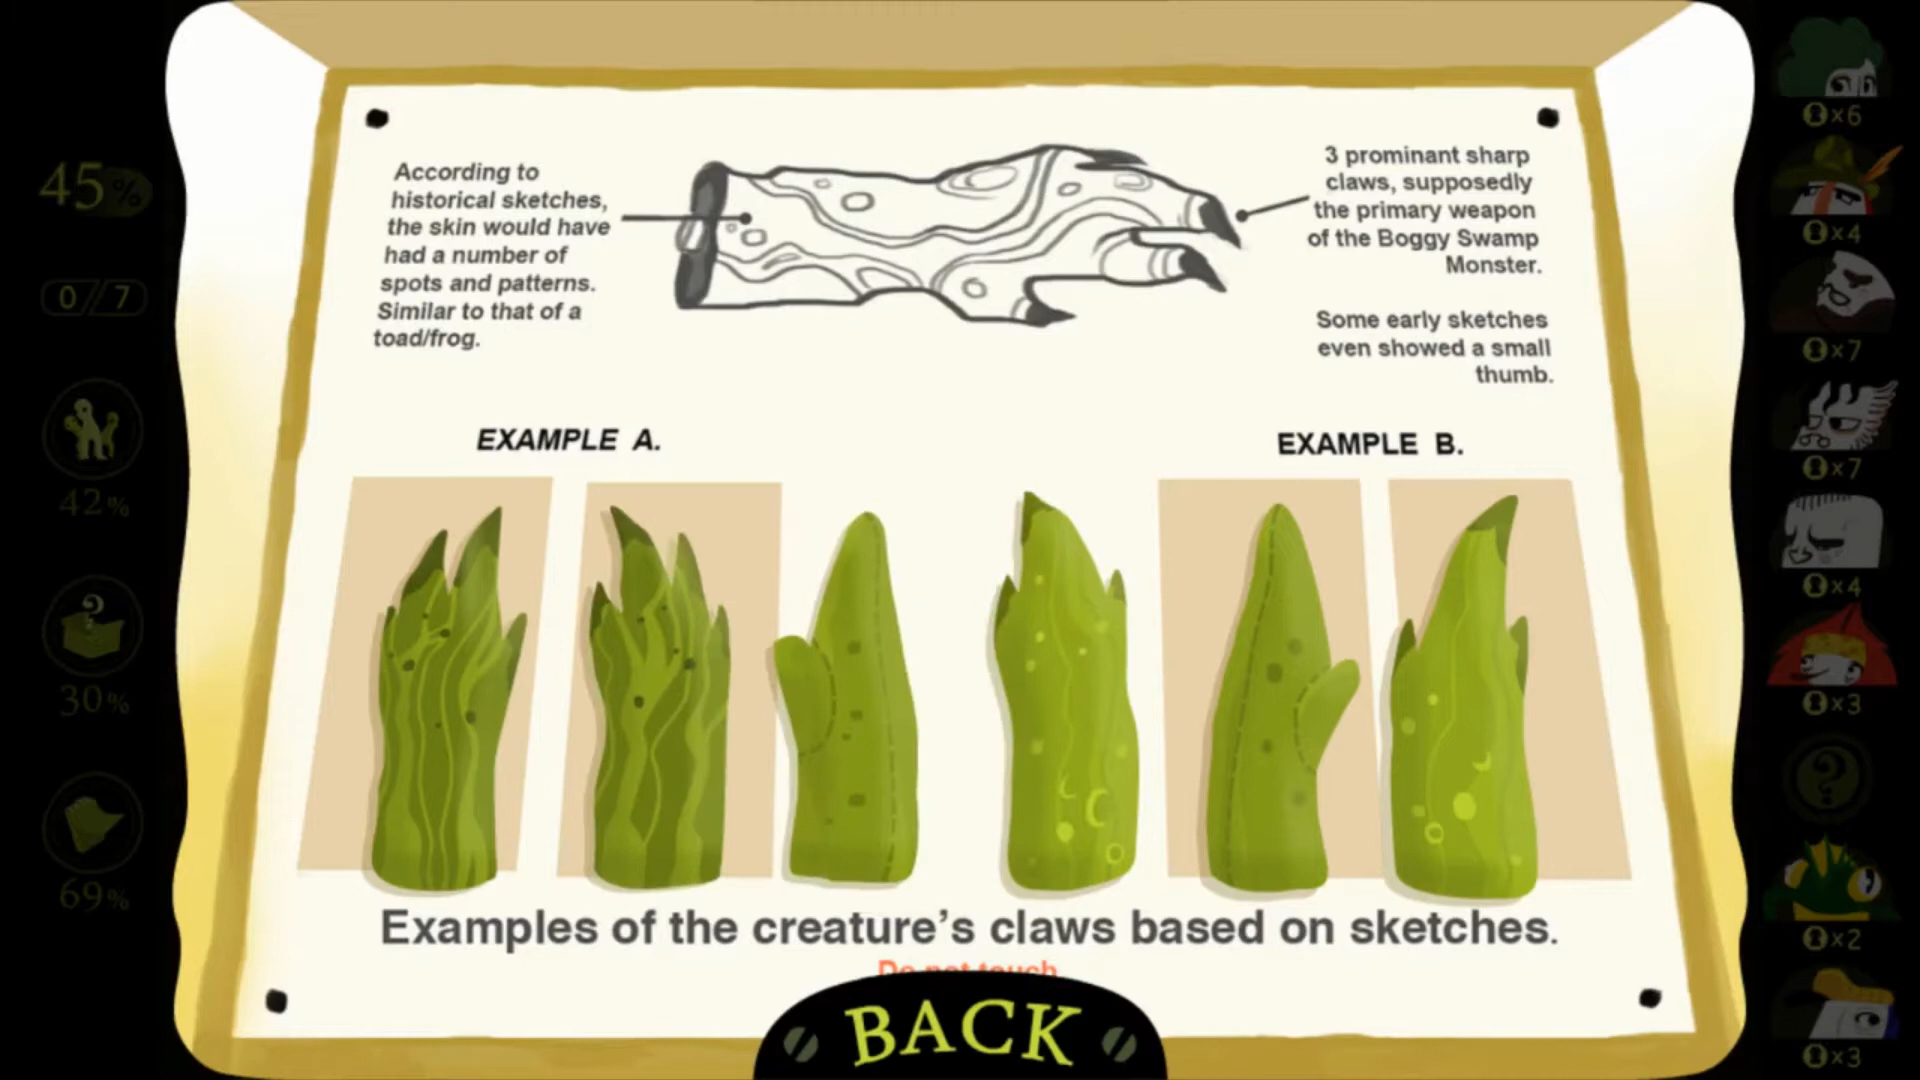 According to
historical sketches,
the skin would have
had a number of
spots and patterns.
Similar to that of a
toad/frog.
3 prominant sharp
claws, supposedly
the primary weapon
of the Boggy Swamp
Monster.
Some early sketches
even showed a small
thumb.
EXAMPLE A.
EXAMPLE B.
Examples of the creature's claws based on sketches.
Do not touch
BACK
45%
0/7
42%
30%
69%
x6
x4
x7
x7
x4
x3
?
x2
x3